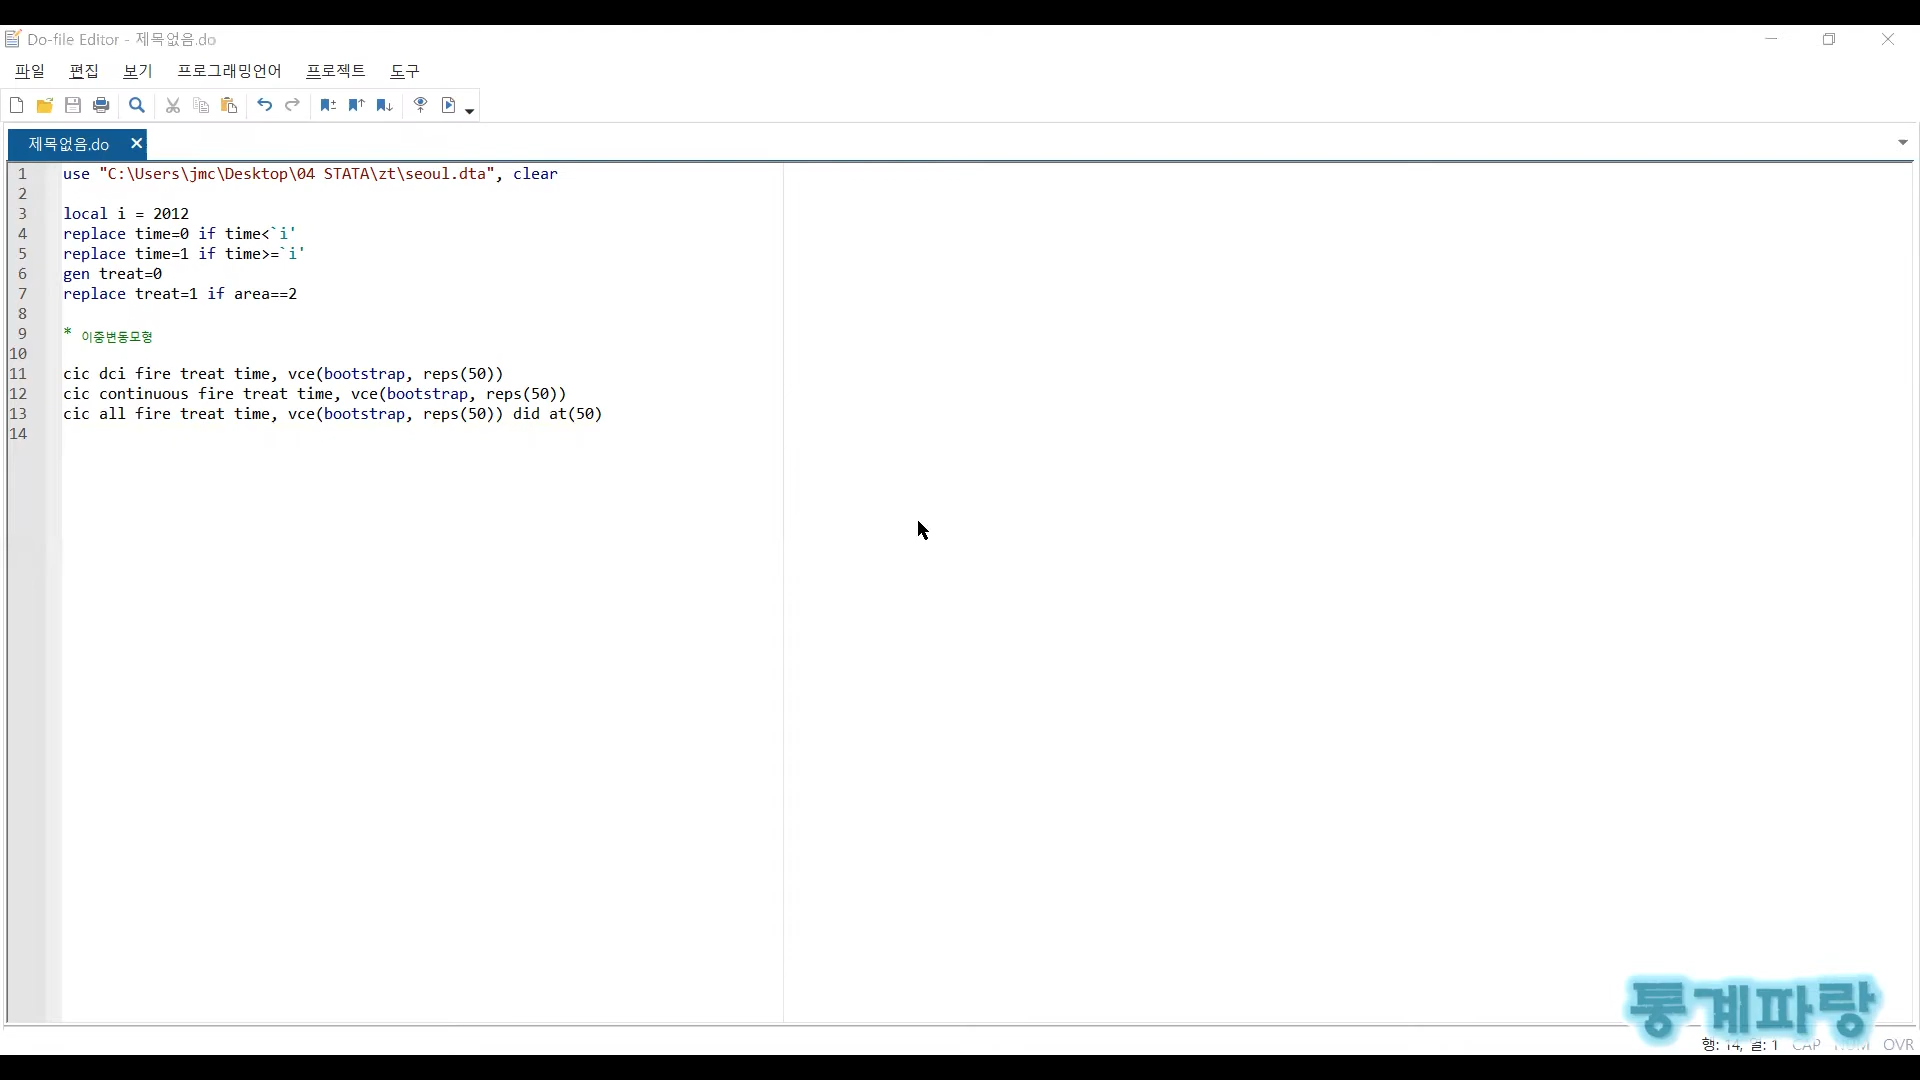 Do-file Editor - 제목없음.do
파일 편집 보기 프로그래밍언어 프로젝트 도구
제목없음.do
1 use "C:\Users\jmc\Desktop\04 STATA\zt\seoul.dta", clear
2
3 local i = 2012
4 replace time=0 if time<`i'
5 replace time=1 if time>=`i'
6 gen treat=0
7 replace treat=1 if area==2
8
9 * 이중변동모형
10
11 cic dci fire treat time, vce(bootstrap, reps(50))
12 cic continuous fire treat time, vce(bootstrap, reps(50))
13 cic all fire treat time, vce(bootstrap, reps(50)) did at(50)
14
통계파랑
행: 14, 열: 1 CAP NUM OVR